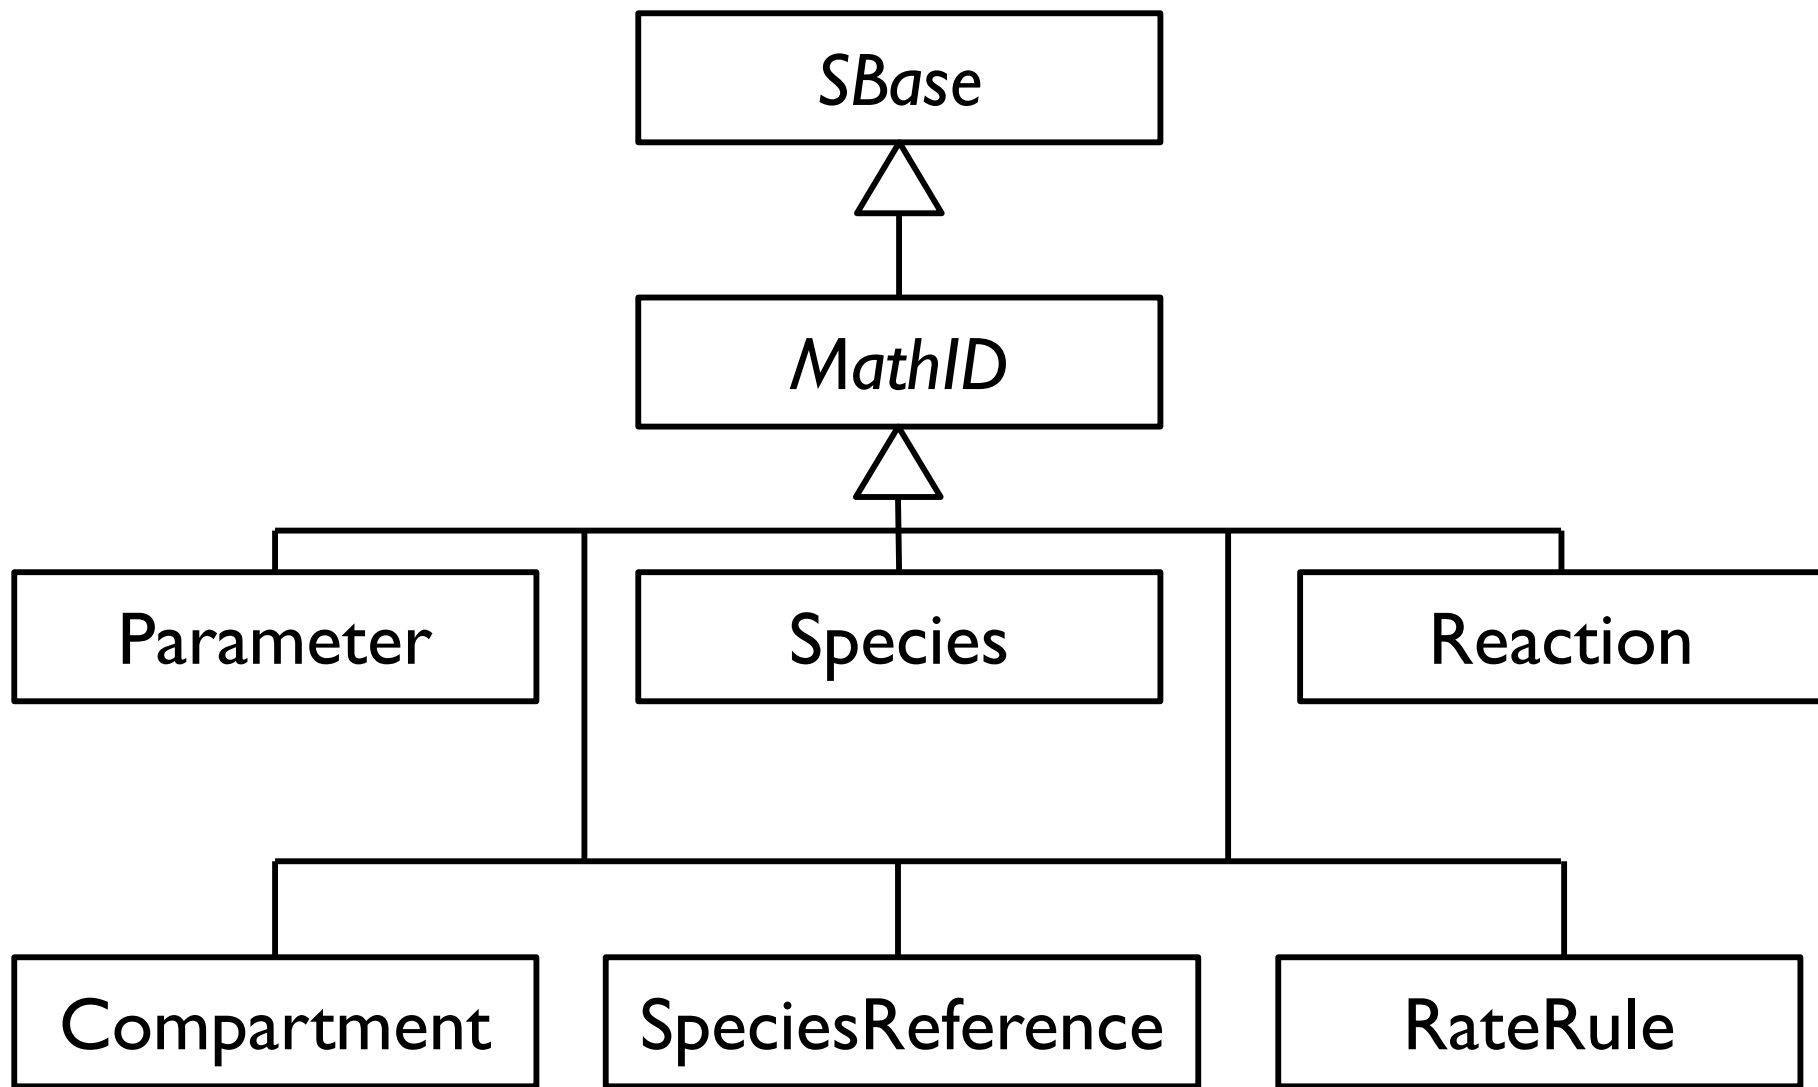 SBase
MathID
Parameter
Species
Reaction
Compartment
SpeciesReference
RateRule